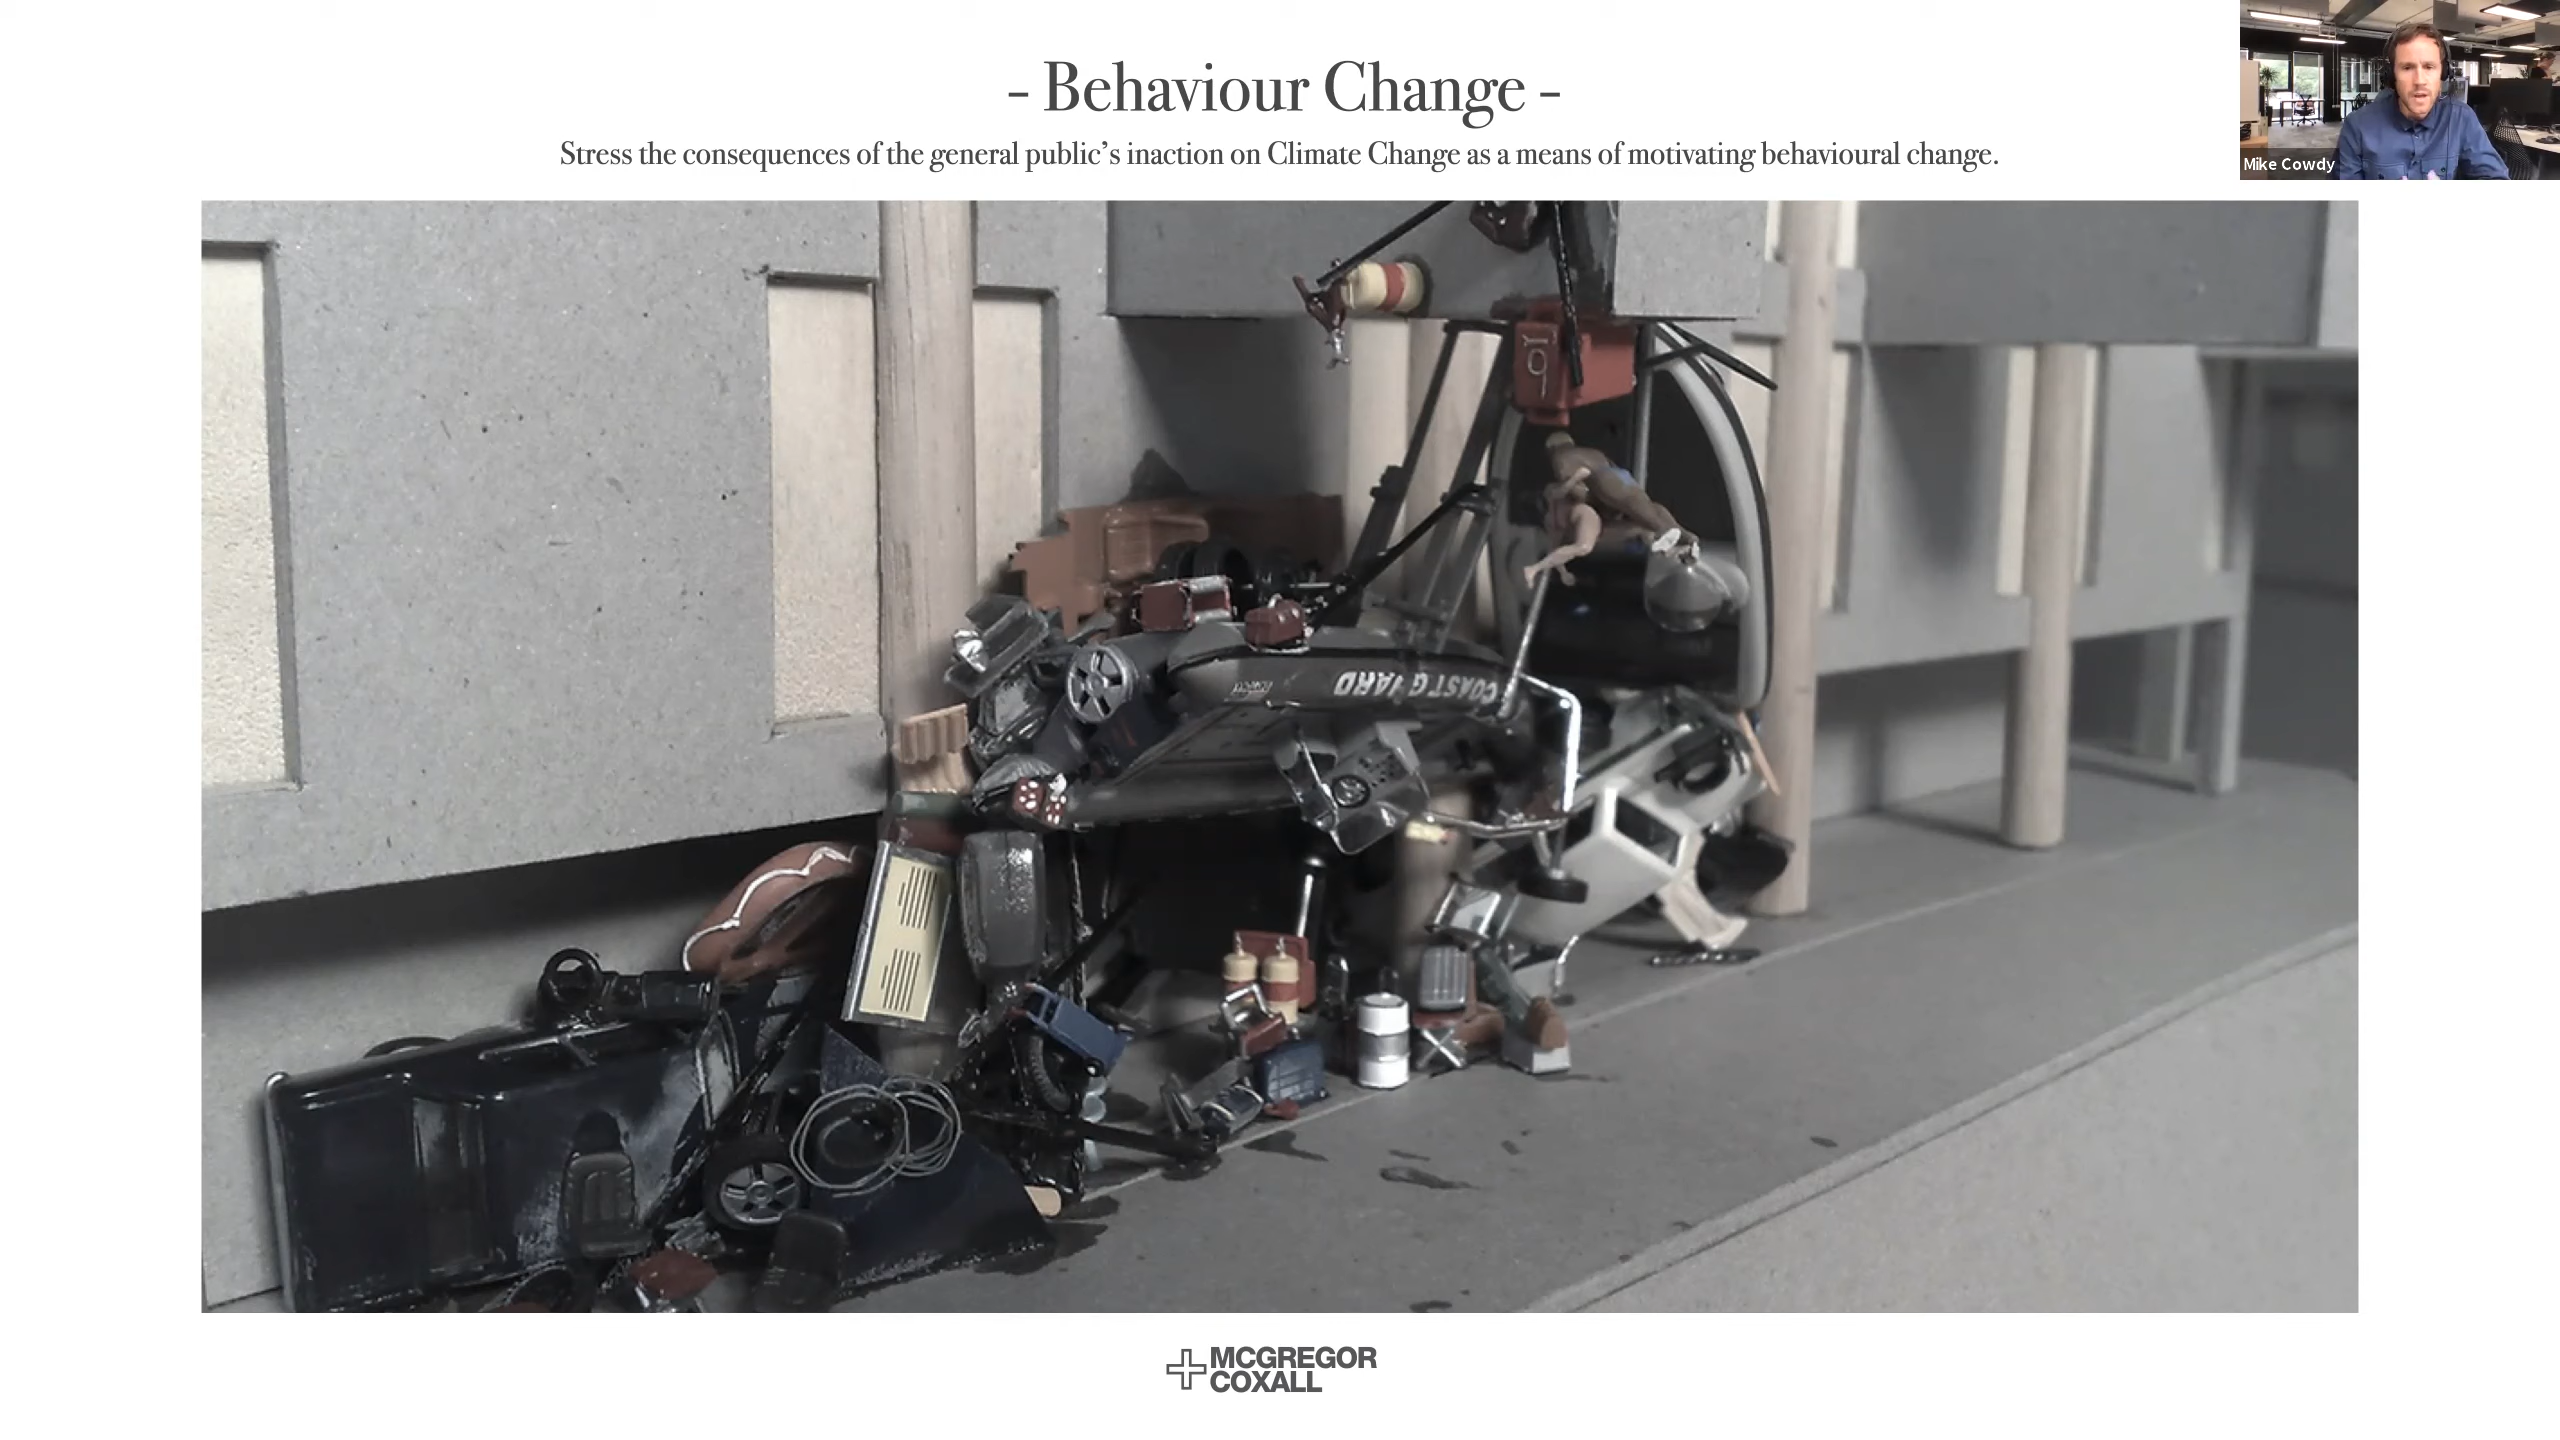 - Behaviour Change -
Stress the consequences of the general public's inaction on Climate Change as a means of motivating behavioural change.
Mike Cowdy
COAST GUARD
MCGREGOR
COXALL